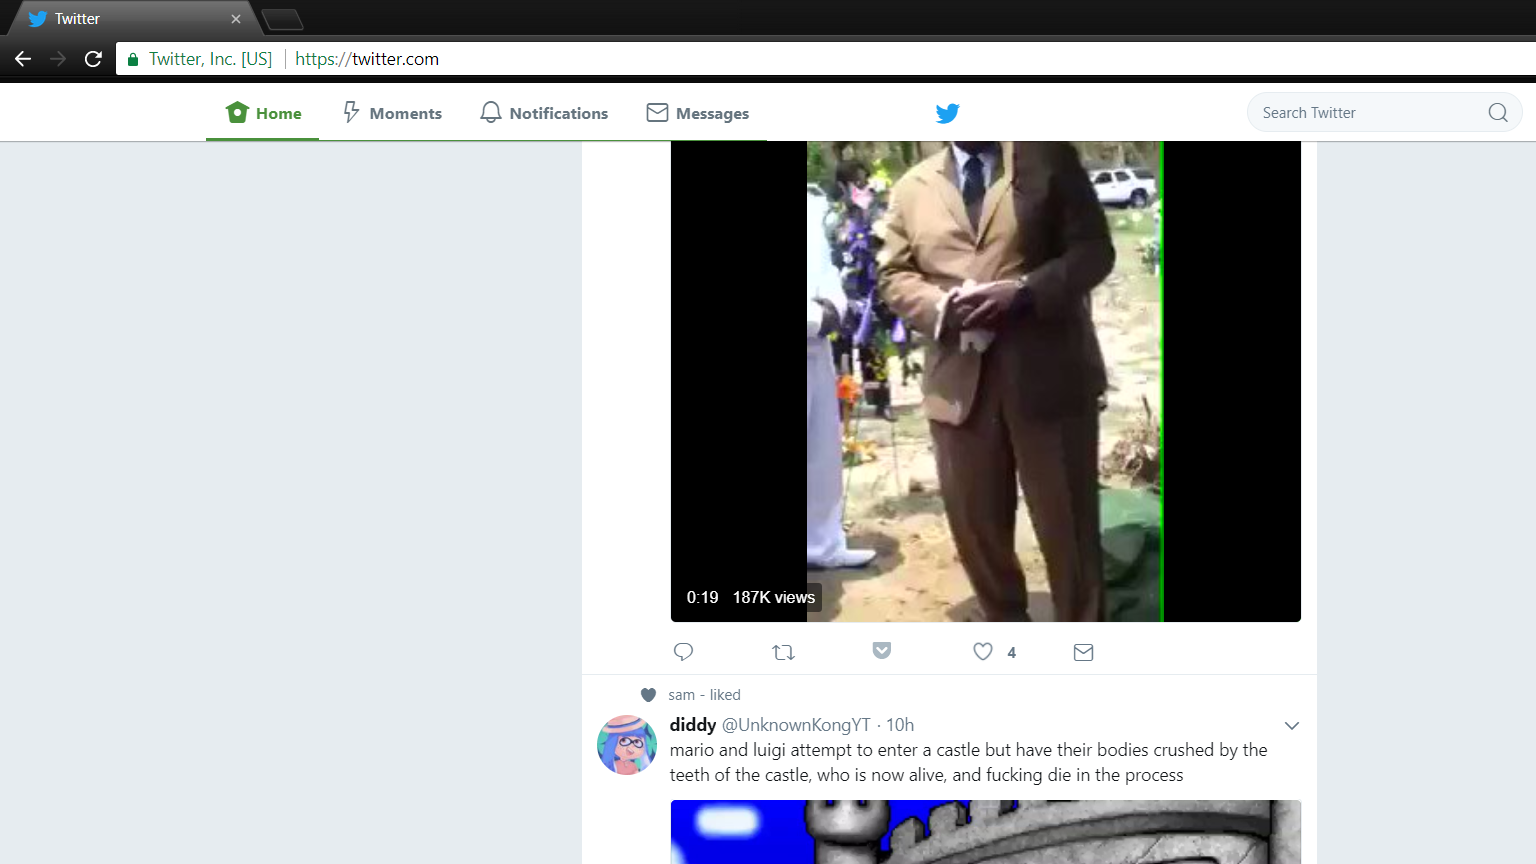 Twitter
Twitter, Inc. [US] https://twitter.com
Home Moments Notifications Messages Search Twitter
0:19 187K views
4
sam - liked
diddy @UnknownKongYT · 10h
mario and luigi attempt to enter a castle but have their bodies crushed by the
teeth of the castle, who is now alive, and fucking die in the process